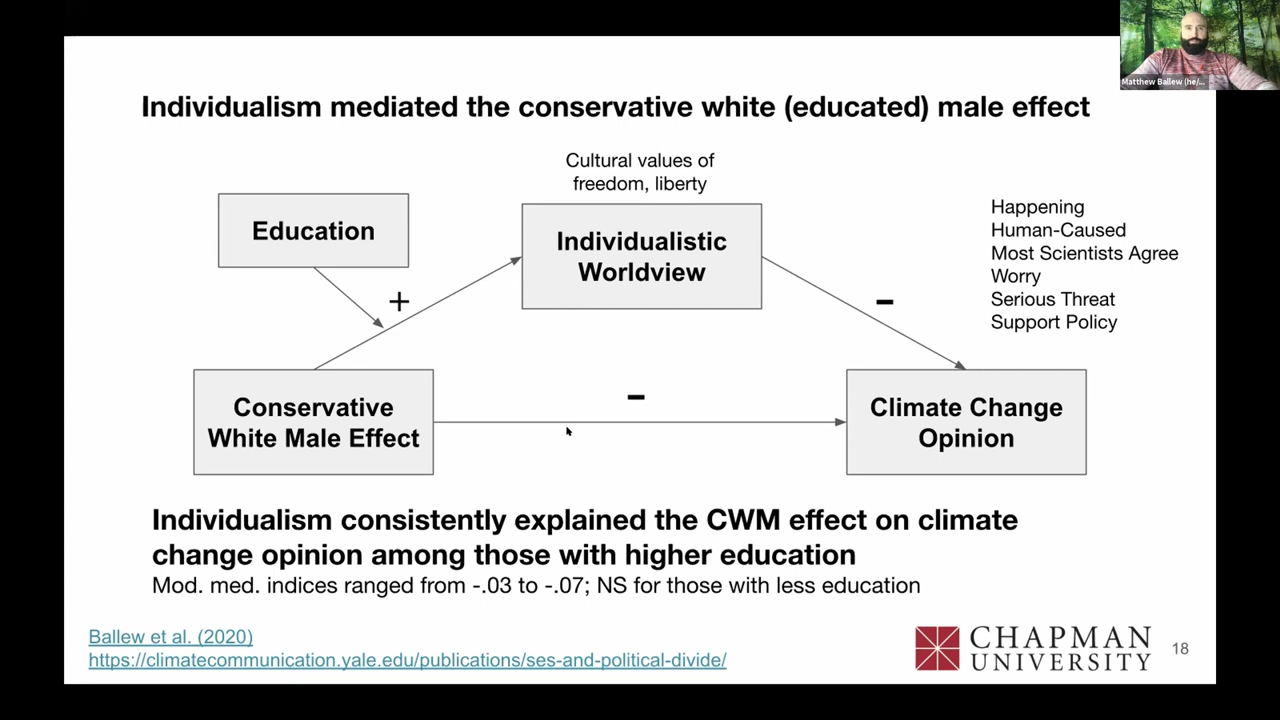 Matthew Ballew (he/...
Individualism mediated the conservative white (educated) male effect
Cultural values of
freedom, liberty
Education
Individualistic
Worldview
Happening
Human-Caused
Most Scientists Agree
Worry
Serious Threat
Support Policy
+
-
-
Conservative
White Male Effect
Climate Change
Opinion
Individualism consistently explained the CWM effect on climate
change opinion among those with higher education
Mod. med. indices ranged from -.03 to -.07; NS for those with less education
Ballew et al. (2020)
https://climatecommunication.yale.edu/publications/ses-and-political-divide/
CHAPMAN
UNIVERSITY
18